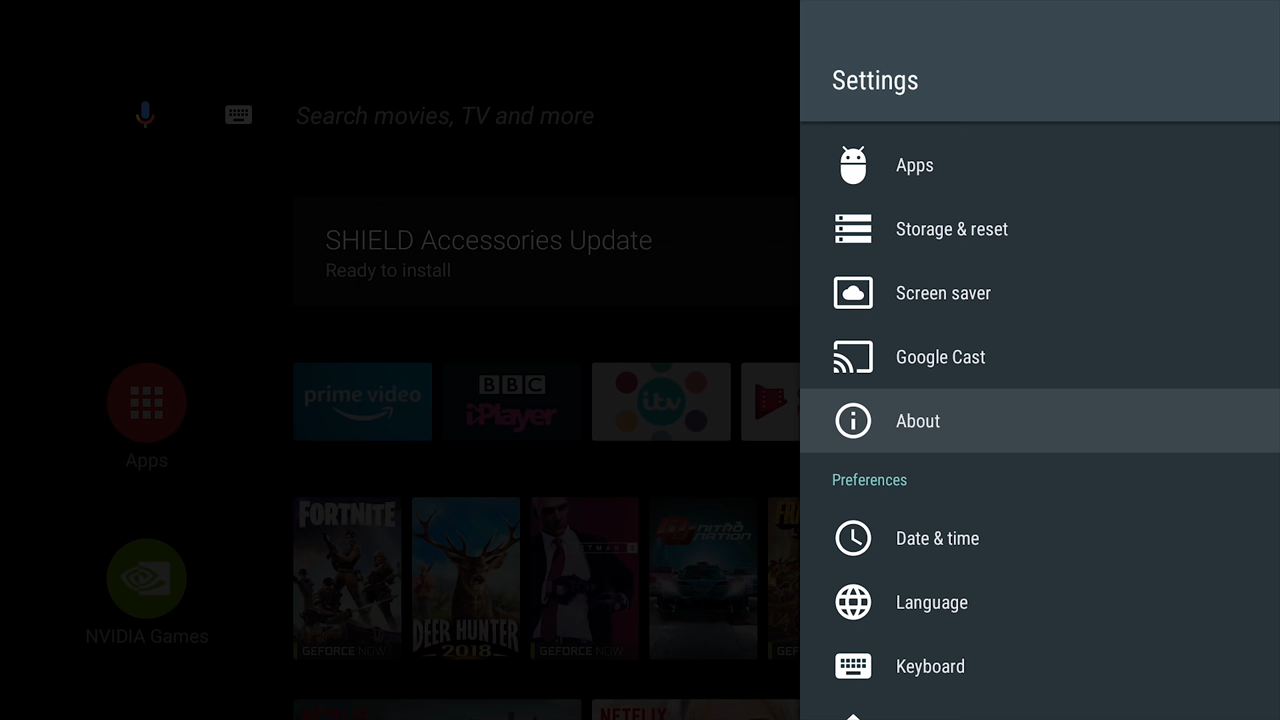 Settings
Search movies, TV and more
Apps
Storage & reset
SHIELD Accessories Update
Ready to install
Screen saver
Google Cast
prime video
BBC
iPlayer
itv
About
Apps
Preferences
FORTNITE
NITRO
NATION
Date & time
DEER HUNTER
2018
Language
NVIDIA Games
GEFORCE NOW
GEFORCE NOW
Keyboard
NETFLIX